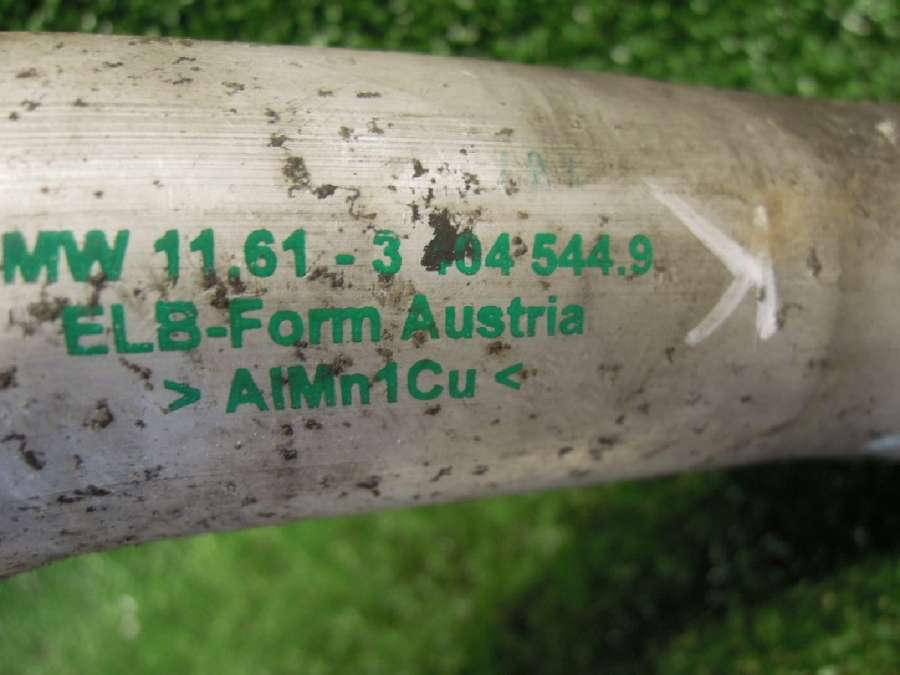 MW 11.61 - 3 404 544.9
ELB-Form Austria
> AlMn1Cu <